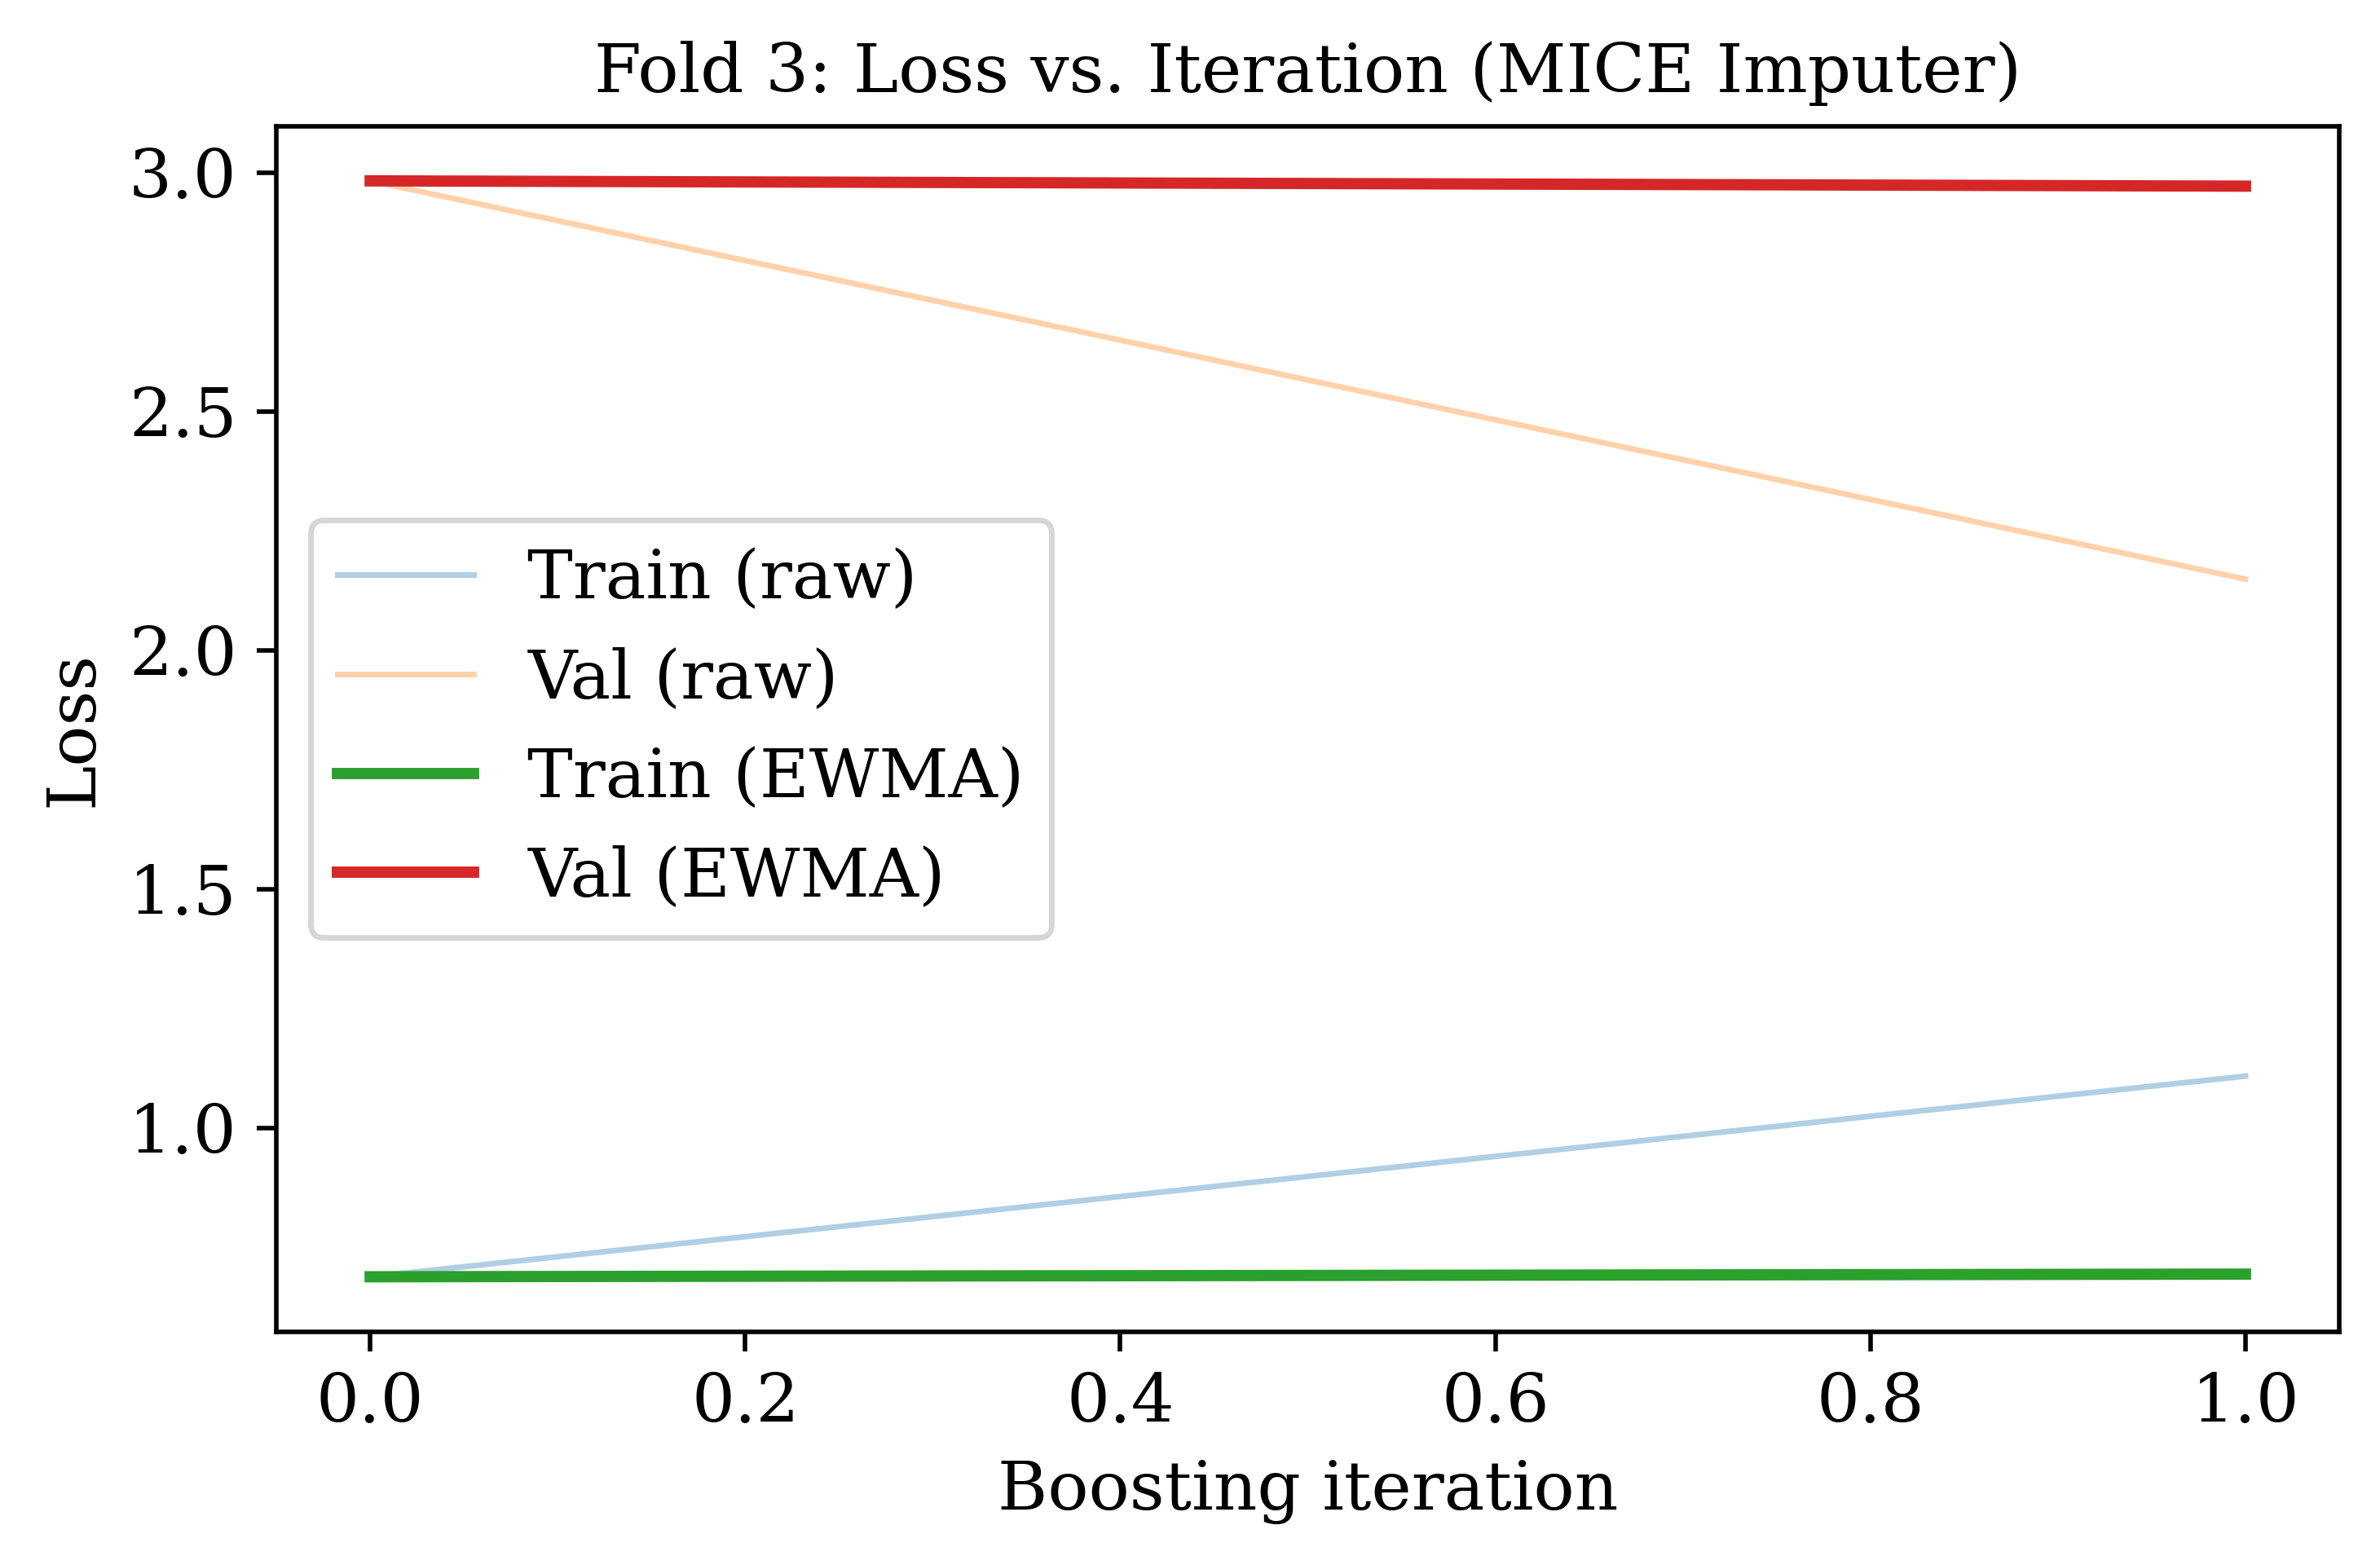 Fold 3: Loss vs. Iteration (MICE Imputer)
3.0
2.5
2.0
1.5
1.0
Loss
Train (raw)
Val (raw)
Train (EWMA)
Val (EWMA)
0.0 0.2 0.4 0.6 0.8 1.0
Boosting iteration